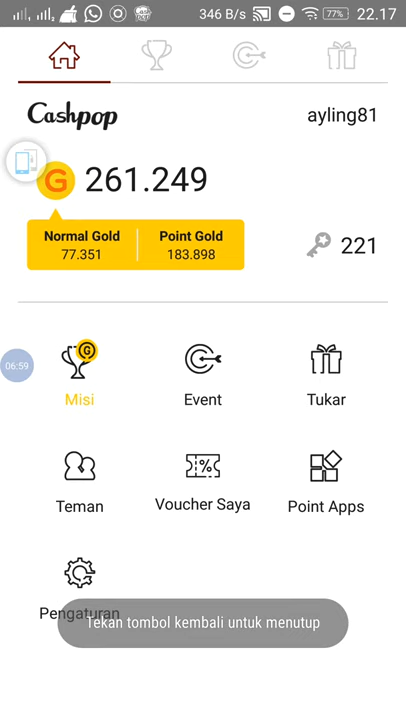 346 B/s 77% 22.17
Cashpop
ayling81
G 261.249
Normal Gold Point Gold
77.351 183.898
221
06:59
G
Misi Event Tukar
%
Teman Voucher Saya Point Apps
Pengaturan
Tekan tombol kembali untuk menutup